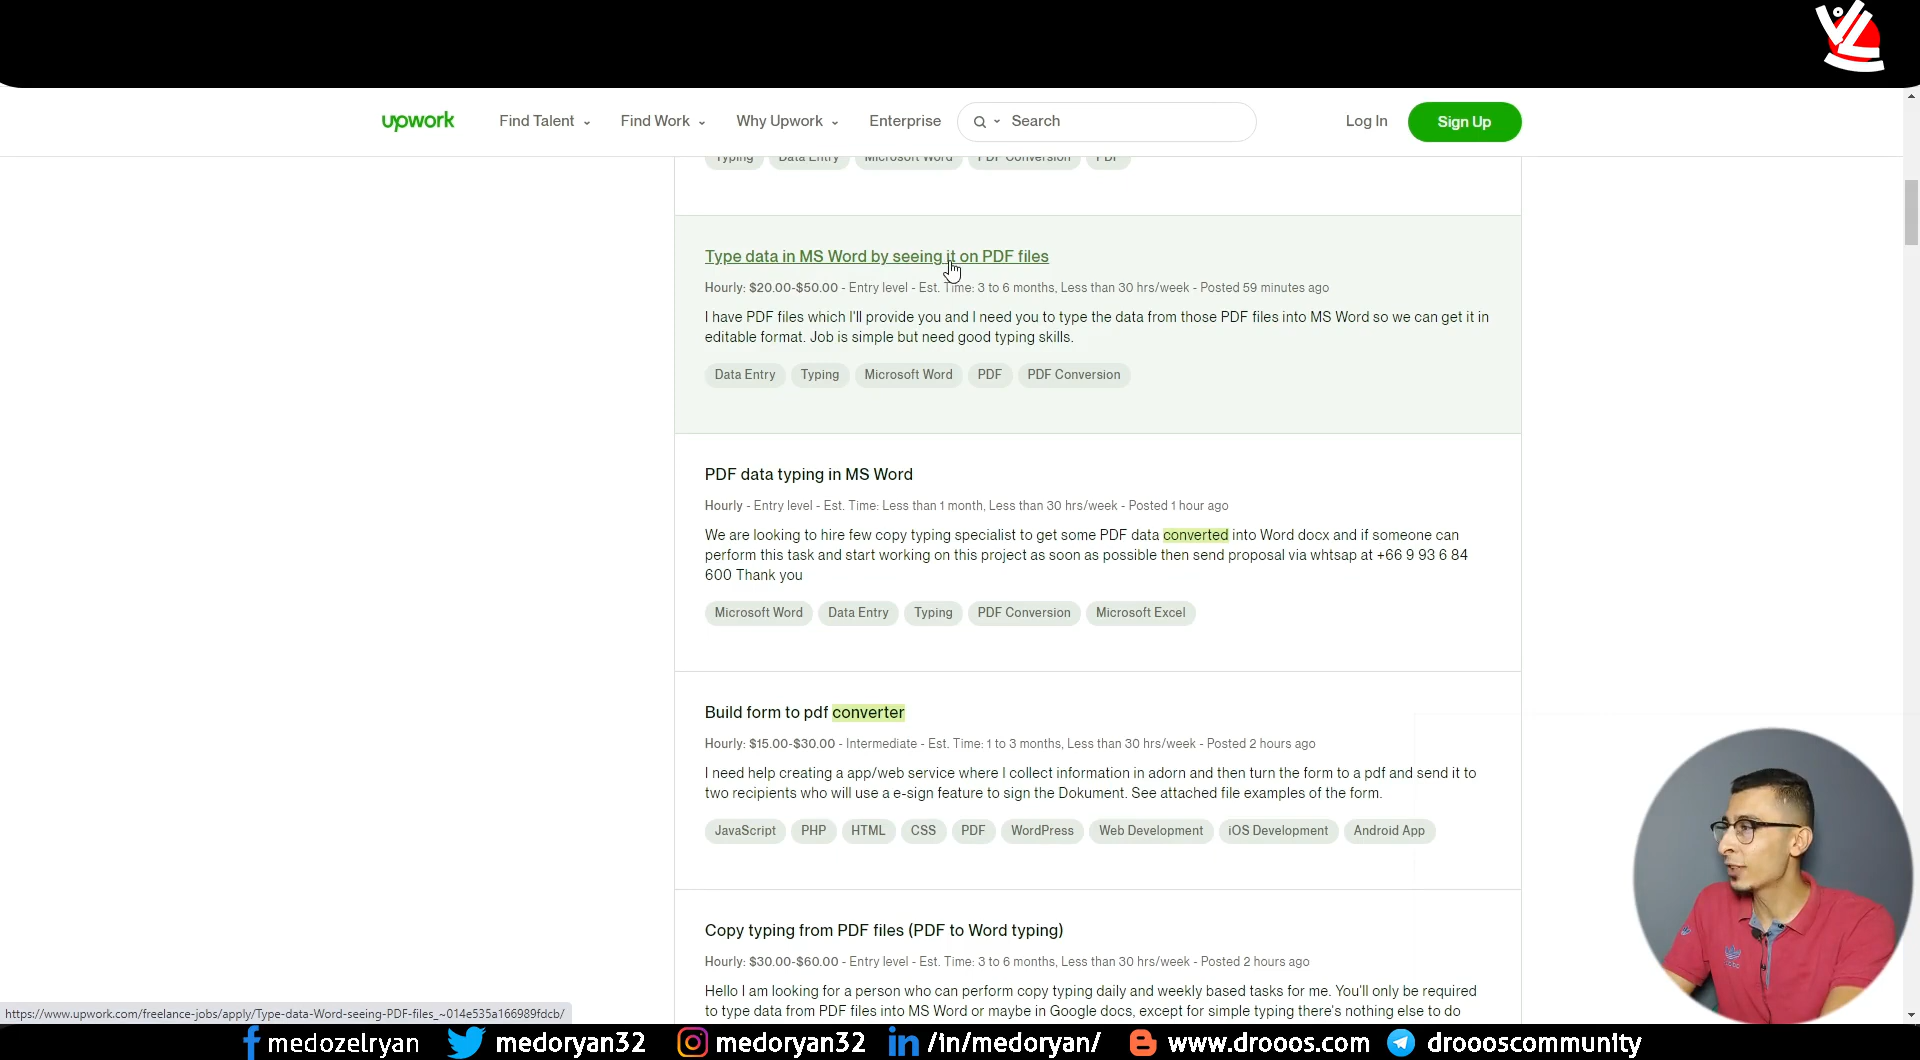 upwork Find Talent Find Work Why Upwork Enterprise Search Log In Sign Up
Typing Data Entry Microsoft Word PDF Conversion PDF
Type data in MS Word by seeing it on PDF files
Hourly: $20.00-$50.00 - Entry level - Est. Time: 3 to 6 months, Less than 30 hrs/week - Posted 59 minutes ago
I have PDF files which I'll provide you and I need you to type the data from those PDF files into MS Word so we can get it in
editable format. Job is simple but need good typing skills.
Data Entry Typing Microsoft Word PDF PDF Conversion
PDF data typing in MS Word
Hourly - Entry level - Est. Time: Less than 1 month, Less than 30 hrs/week - Posted 1 hour ago
We are looking to hire few copy typing specialist to get some PDF data converted into Word docx and if someone can
perform this task and start working on this project as soon as possible then send proposal via whtsap at +66 9 93 6 84
600 Thank you
Microsoft Word Data Entry Typing PDF Conversion Microsoft Excel
Build form to pdf converter
Hourly: $15.00-$30.00 - Intermediate - Est. Time: 1 to 3 months, Less than 30 hrs/week - Posted 2 hours ago
I need help creating a app/web service where I collect information in adorn and then turn the form to a pdf and send it to
two recipients who will use a e-sign feature to sign the Dokument. See attached file examples of the form.
JavaScript PHP HTML CSS PDF WordPress Web Development iOS Development Android App
Copy typing from PDF files (PDF to Word typing)
Hourly: $30.00-$60.00 - Entry level - Est. Time: 3 to 6 months, Less than 30 hrs/week - Posted 2 hours ago
Hello I am looking for a person who can perform copy typing daily and weekly based tasks for me. You'll only be required
to type data from PDF files into MS Word or maybe in Google docs, except for simple typing there's nothing else to do
https://www.upwork.com/freelance-jobs/apply/Type-data-Word-seeing-PDF-files_~014e535a166989fdcb/
medozelryan medoryan32 medoryan32 /in/medoryan/ www.drooos.com droooscommunity